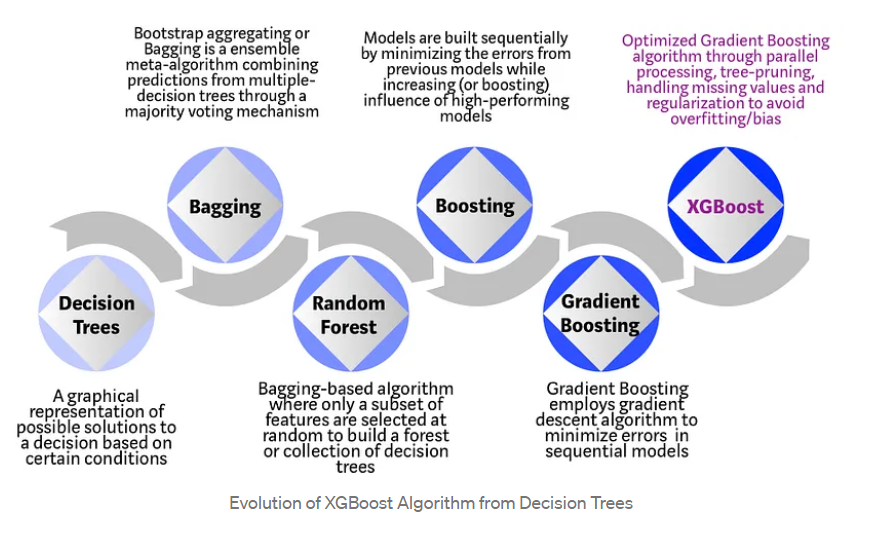 Bootstrap aggregating or
Bagging is a ensemble
meta-algorithm combining
predictions from multiple-
decision trees through a
majority voting mechanism
Models are built sequentially
by minimizing the errors from
previous models while
increasing (or boosting)
influence of high-performing
models
Optimized Gradient Boosting
algorithm through parallel
processing, tree-pruning,
handling missing values and
regularization to avoid
overfitting/bias
Bagging
Boosting
XGBoost
Decision
Trees
Random
Forest
Gradient
Boosting
A graphical
representation of
possible solutions to
a decision based on
certain conditions
Bagging-based algorithm
where only a subset of
features are selected at
random to build a forest
or collection of decision
trees
Gradient Boosting
employs gradient
descent algorithm to
minimize errors in
sequential models
Evolution of XGBoost Algorithm from Decision Trees